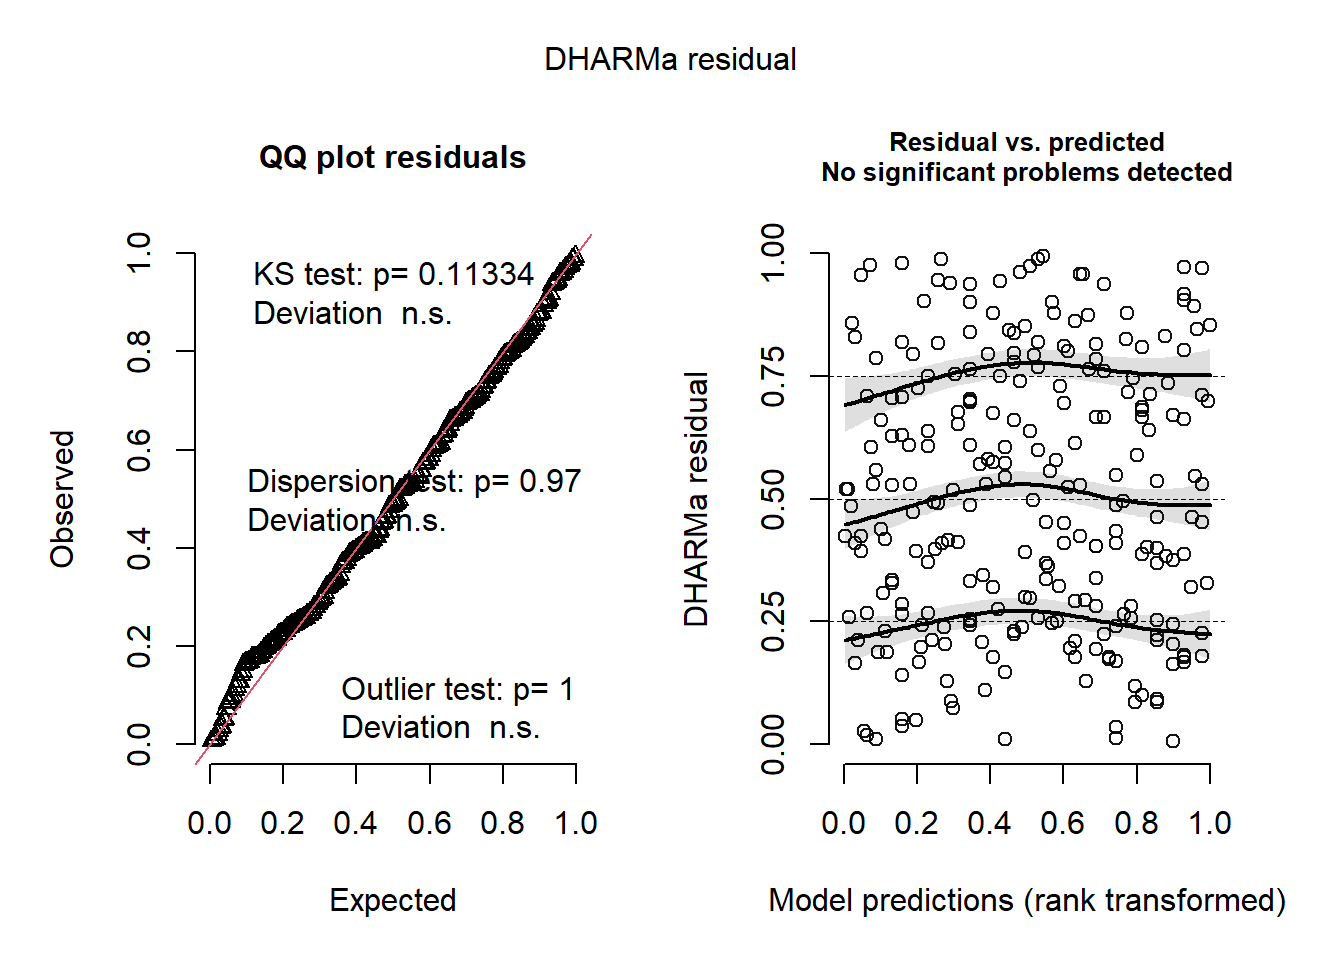 DHARMa residual
QQ plot residuals
KS test: p= 0.11334
Deviation  n.s.
Dispersion test: p= 0.97
Deviation  n.s.
Outlier test: p= 1
Deviation  n.s.
Observed
0.0 0.2 0.4 0.6 0.8 1.0
0.0 0.2 0.4 0.6 0.8 1.0
Expected
Residual vs. predicted
No significant problems detected
DHARMa residual
0.00 0.25 0.50 0.75 1.00
0.0 0.2 0.4 0.6 0.8 1.0
Model predictions (rank transformed)